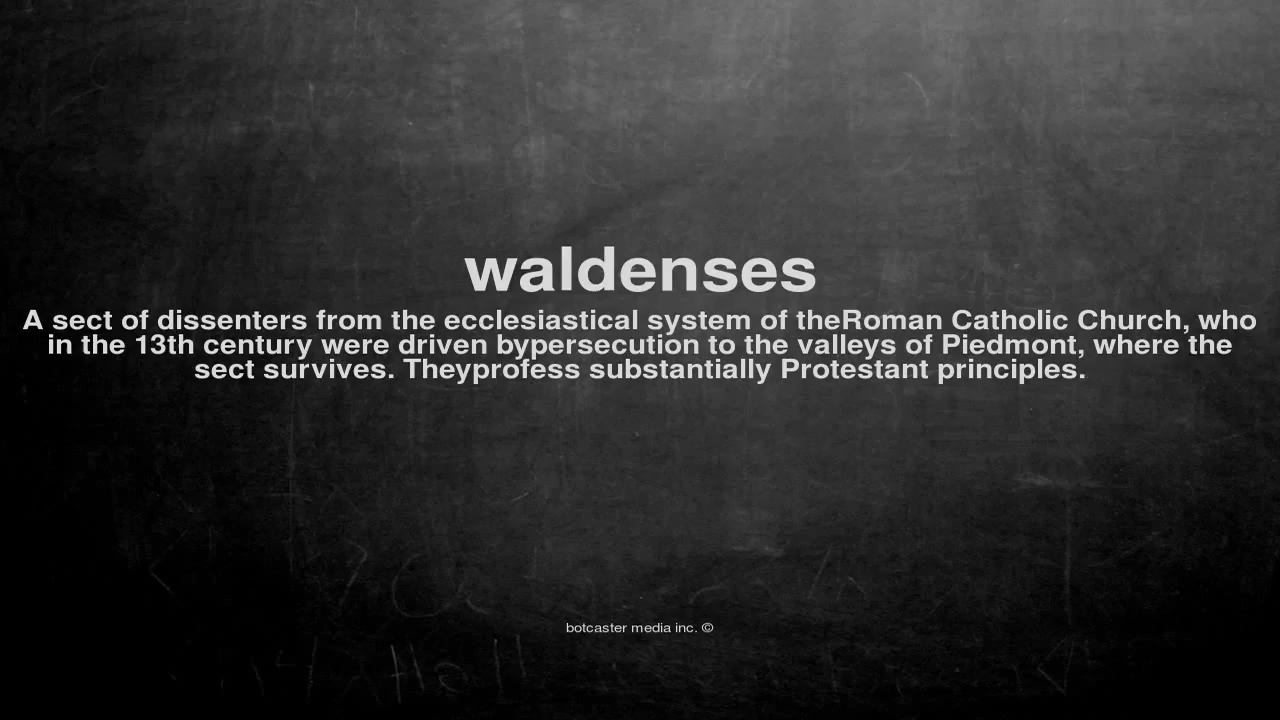 waldenses
A sect of dissenters from the ecclesiastical system of theRoman Catholic Church, who
in the 13th century were driven bypersecution to the valleys of Piedmont, where the
sect survives. Theyprofess substantially Protestant principles.
botcaster media inc. ©